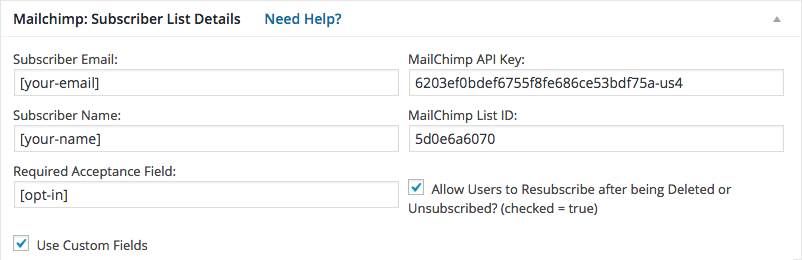 Mailchimp: Subscriber List Details Need Help?
Subscriber Email:
[your-email]
MailChimp API Key:
6203ef0bdef6755f8fe686ce53bdf75a-us4
Subscriber Name:
[your-name]
MailChimp List ID:
5d0e6a6070
Required Acceptance Field:
[opt-in]
Allow Users to Resubscribe after being Deleted or
Unsubscribed? (checked = true)
Use Custom Fields